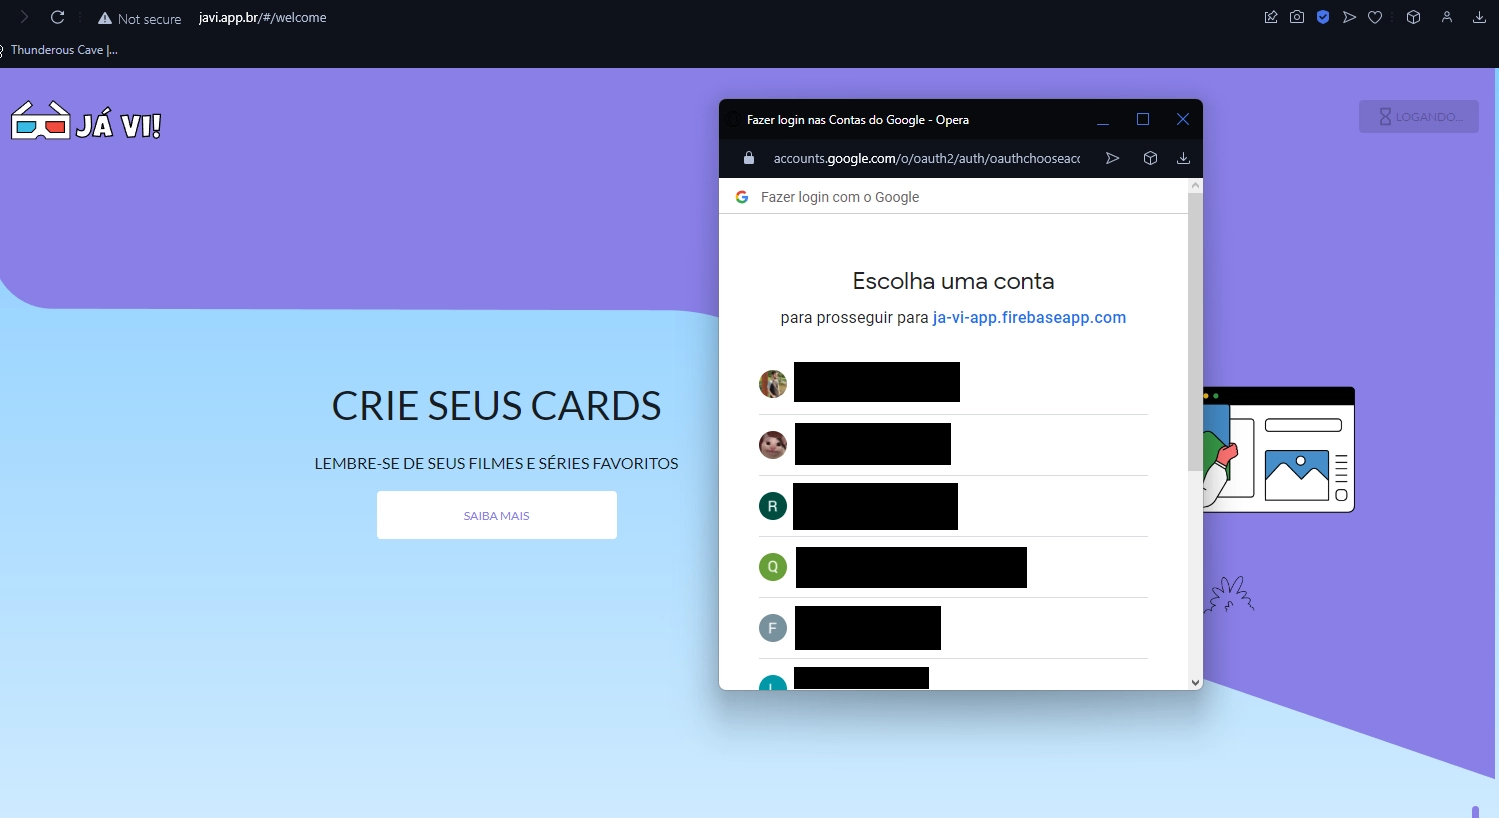 Not secure javi.app.br/#/welcome
Thunderous Cave |...
JÁ VI!
LOGANDO...
CRIE SEUS CARDS
LEMBRE-SE DE SEUS FILMES E SÉRIES FAVORITOS
SAIBA MAIS
Fazer login nas Contas do Google - Opera
accounts.google.com/o/oauth2/auth/oauthchooseacc
G Fazer login com o Google
Escolha uma conta
para prosseguir para ja-vi-app.firebaseapp.com
R
Q
F